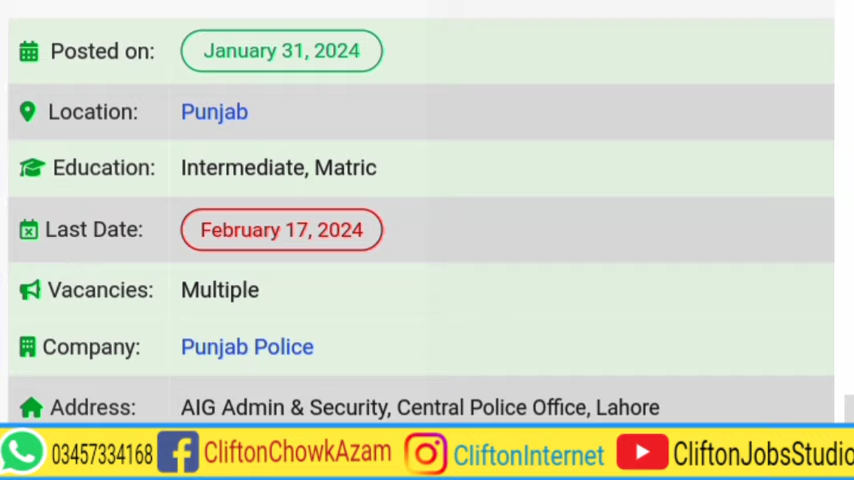 Posted on: January 31, 2024
Location: Punjab
Education: Intermediate, Matric
Last Date: February 17, 2024
Vacancies: Multiple
Company: Punjab Police
Address: AIG Admin & Security, Central Police Office, Lahore
03457334168 CliftonChowkAzam CliftonInternet CliftonJobsStudio